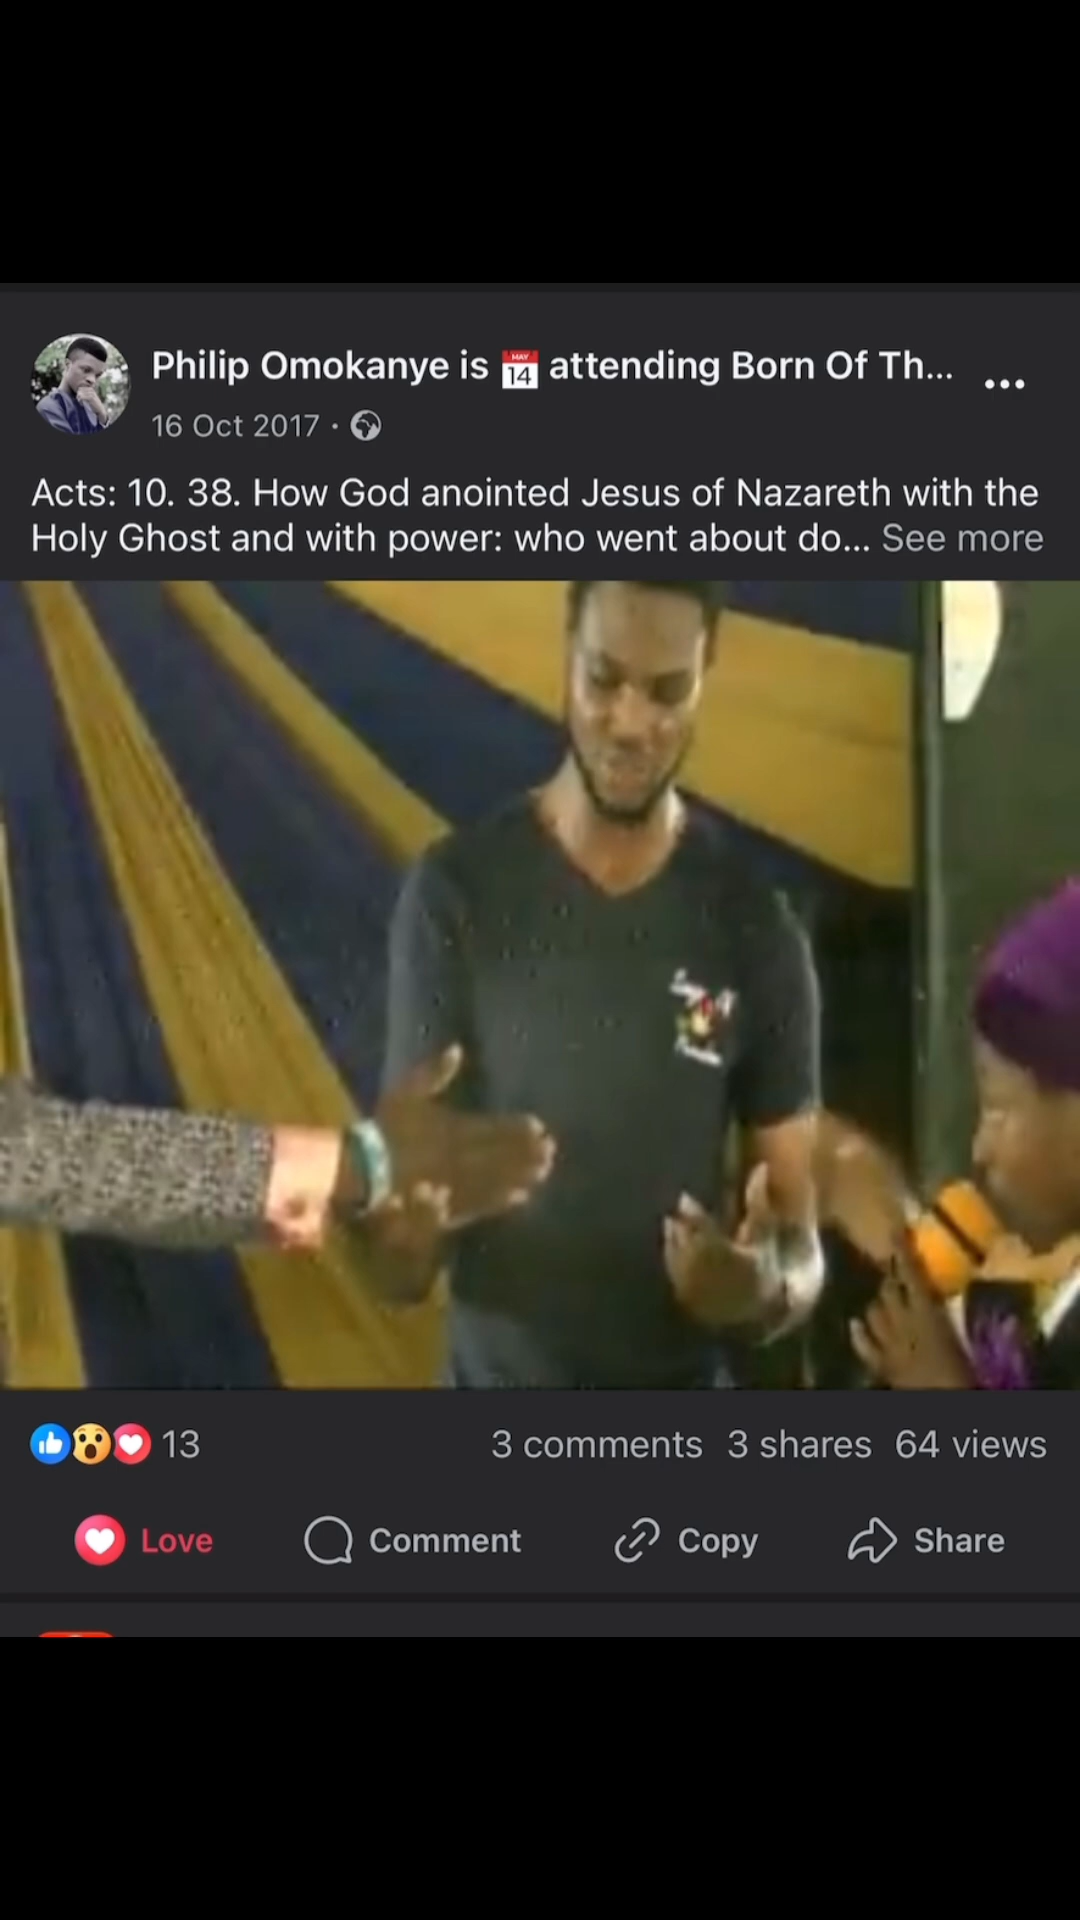 Philip Omokanye is MAY 14 attending Born Of Th...
16 Oct 2017 ·
Acts: 10. 38. How God anointed Jesus of Nazareth with the
Holy Ghost and with power: who went about do... See more
13 3 comments 3 shares 64 views
Love Comment Copy Share